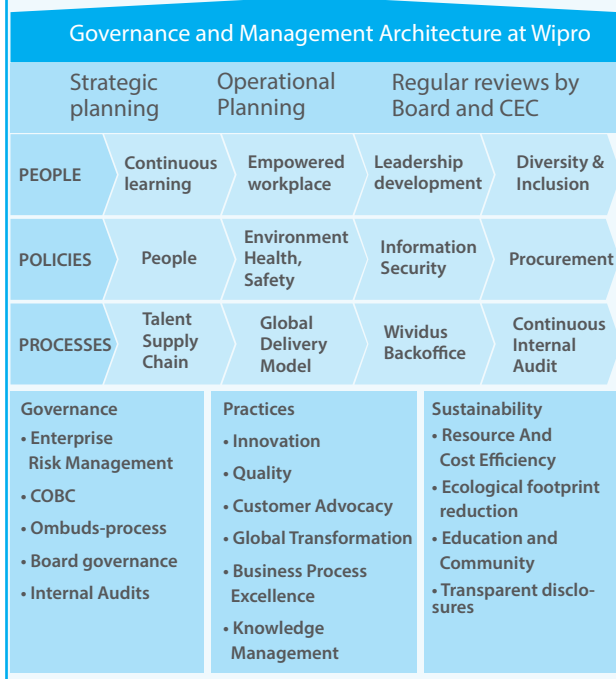 Governance and Management Architecture at Wipro
Strategic planning
Operational Planning
Regular reviews by Board and CEC
PEOPLE
Continuous learning
Empowered workplace
Leadership development
Diversity & Inclusion
POLICIES
People
Environment Health, Safety
Information Security
Procurement
PROCESSES
Talent Supply Chain
Global Delivery Model
Wividus Backoffice
Continuous Internal Audit
Governance
• Enterprise
Risk Management
• COBC
• Ombuds-process
• Board governance
• Internal Audits
Practices
• Innovation
• Quality
• Customer Advocacy
• Global Transformation
• Business Process
Excellence
• Knowledge
Management
Sustainability
• Resource And
Cost Efficiency
• Ecological footprint
reduction
• Education and
Community
• Transparent disclo-
sures